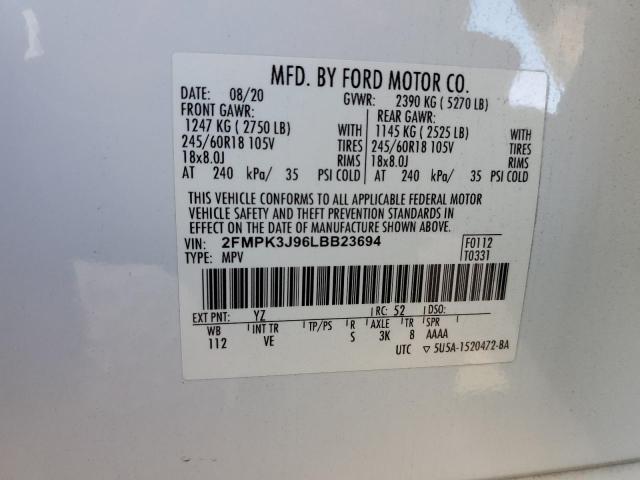 MFD. BY FORD MOTOR CO.
DATE: 08/20 GVWR: 2390 KG ( 5270 LB)
FRONT GAWR: REAR GAWR:
1247 KG ( 2750 LB) WITH 1145 KG ( 2525 LB) WITH
245/60R18 105V TIRES 245/60R18 105V TIRES
18x8.0J RIMS 18x8.0J RIMS
AT 240 kPa/ 35 PSI COLD AT 240 kPa/ 35 PSI COLD
THIS VEHICLE CONFORMS TO ALL APPLICABLE FEDERAL MOTOR
VEHICLE SAFETY AND THEFT PREVENTION STANDARDS IN
EFFECT ON THE DATE OF MANUFACTURE SHOWN ABOVE.
VIN: 2FMPK3J96LBB23694 F0112
TYPE: MPV T0331
EXT PNT: YZ RC: 52 DSO:
WB INT TR TP/PS R AXLE TR SPR
112 VE S 3K 8 AAAA
UTC ▽ 5U5A-1520472-BA